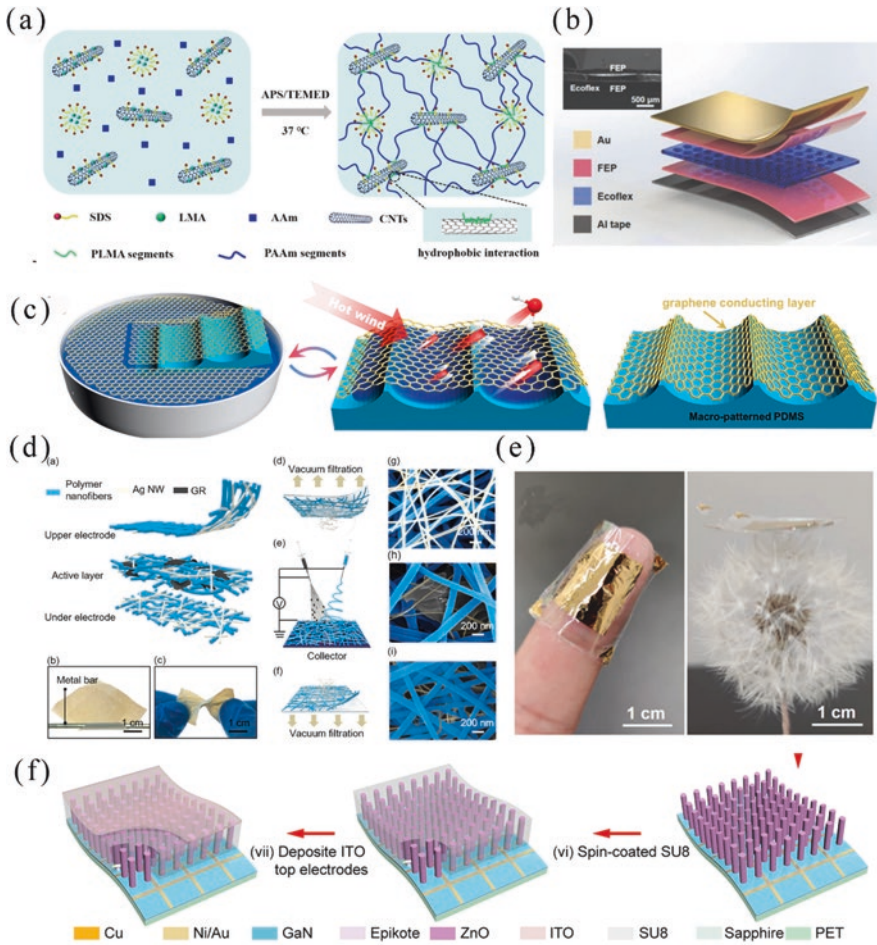 (a)
APS/TEMED
37 °C
SDS
LMA
AAm
CNTs
PLMA segments
PAAm segments
hydrophobic interaction
(b)
FEP
Ecoflex
FEP
500 μm
Au
FEP
Ecoflex
Al tape
(c)
Hot wind
graphene conducting layer
Macro-patterned PDMS
(d)
(a)
Polymer
nanofibers
Ag NW
GR
Upper electrode
Active layer
Under electrode
(b)
Metal bar
1 cm
(c)
1 cm
(d)
Vacuum filtration
(e)
V
Collector
(f)
Vacuum filtration
(g)
200 nm
(h)
200 nm
(i)
200 nm
(e)
1 cm
1 cm
(f)
(vii) Deposite ITO
top electrodes
(vi) Spin-coated SU8
Cu
Ni/Au
GaN
Epikote
ZnO
ITO
SU8
Sapphire
PET